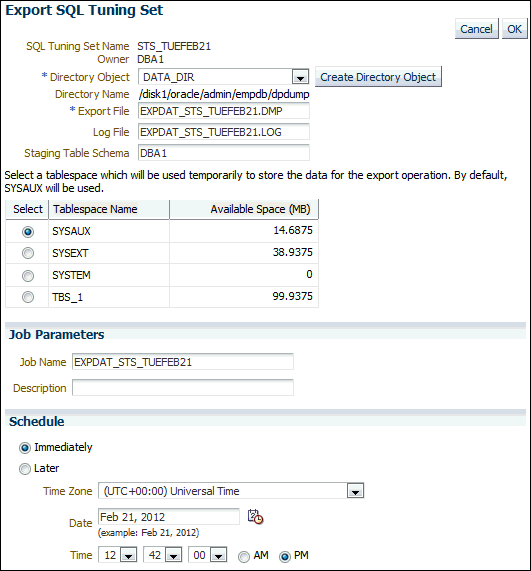 Export SQL Tuning Set
Cancel OK
SQL Tuning Set Name STS_TUEFEB21
Owner DBA1
* Directory Object DATA_DIR Create Directory Object
Directory Name /disk1/oracle/admin/empdb/dpdump
* Export File EXPDAT_STS_TUEFEB21.DMP
Log File EXPDAT_STS_TUEFEB21.LOG
Staging Table Schema DBA1
Select a tablespace which will be used temporarily to store the data for the export operation. By default,
SYSAUX will be used.
Select Tablespace Name Available Space (MB)
SYSAUX 14.6875
SYSEXT 38.9375
SYSTEM 0
TBS_1 99.9375
Job Parameters
Job Name EXPDAT_STS_TUEFEB21
Description
Schedule
Immediately
Later
Time Zone (UTC+00:00) Universal Time
Date Feb 21, 2012
(example: Feb 21, 2012)
Time 12 42 00 AM PM